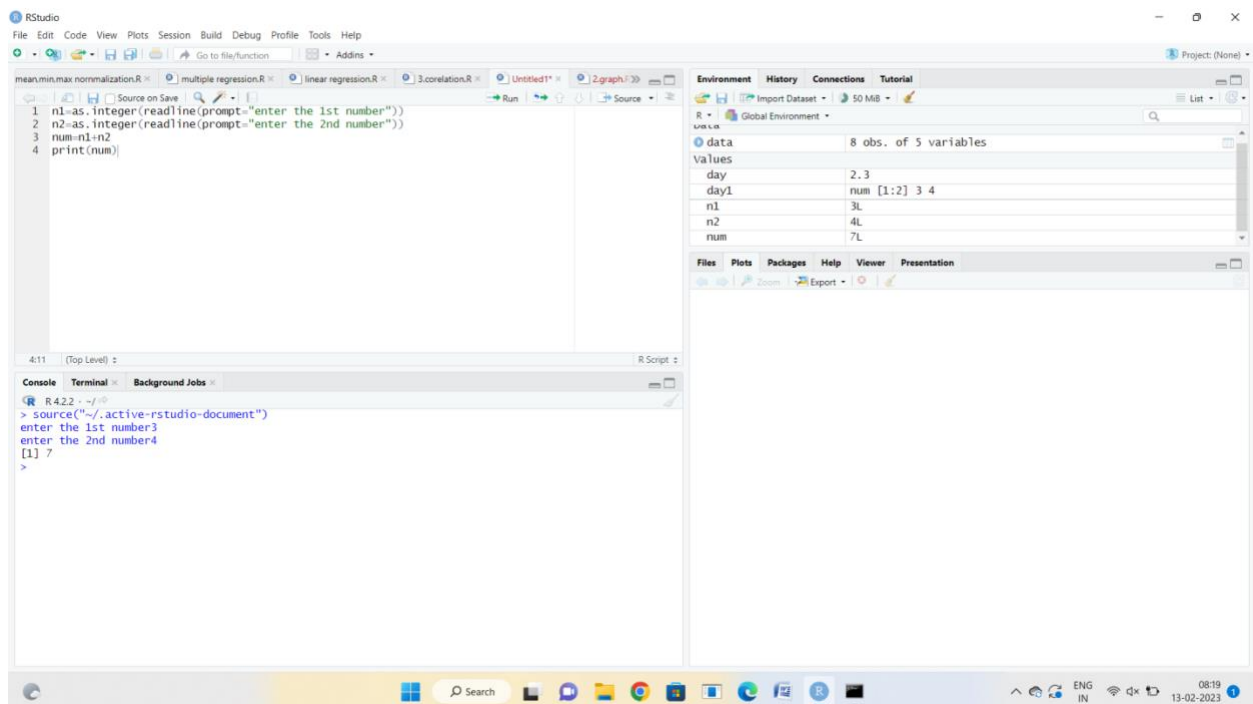 RStudio
File Edit Code View Plots Session Build Debug Profile Tools Help
Go to file/function Addins Project: (None)
mean.min.max nornmalization.R multiple regression.R linear regression.R 3.corelation.R Untitled1* 2.graph.
Source on Save Run Source
1 n1=as.integer(readline(prompt="enter the 1st number"))
2 n2=as.integer(readline(prompt="enter the 2nd number"))
3 num=n1+n2
4 print(num)
4:11 (Top Level) R Script
Console Terminal Background Jobs
R 4.2.2 · ~/
> source("~/.active-rstudio-document")
enter the 1st number3
enter the 2nd number4
[1] 7
>
Environment History Connections Tutorial
Import Dataset 50 MiB List
R Global Environment
Data
data 8 obs. of 5 variables
Values
day 2.3
day1 num [1:2] 3 4
n1 3L
n2 4L
num 7L
Files Plots Packages Help Viewer Presentation
Zoom Export
Search
ENG
IN
08:19
13-02-2023
1